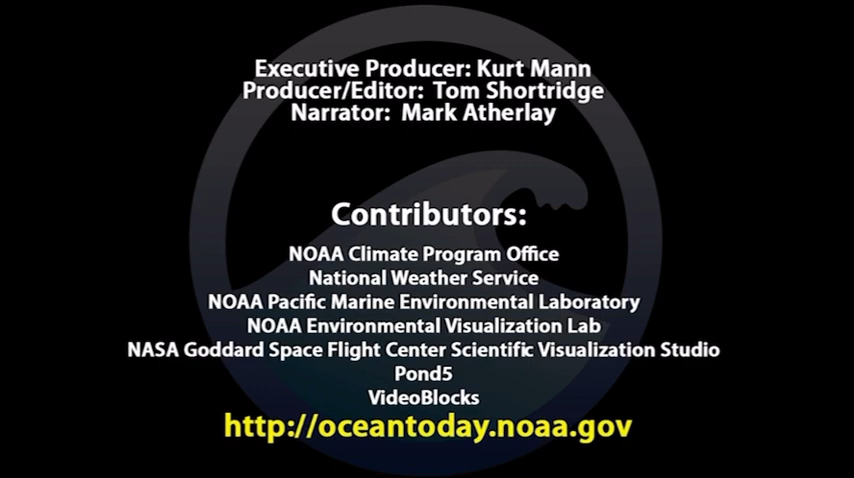 Executive Producer: Kurt Mann
Producer/Editor: Tom Shortridge
Narrator: Mark Atherlay
Contributors:
NOAA Climate Program Office
National Weather Service
NOAA Pacific Marine Environmental Laboratory
NOAA Environmental Visualization Lab
NASA Goddard Space Flight Center Scientific Visualization Studio
Pond5
VideoBlocks
http://oceantoday.noaa.gov